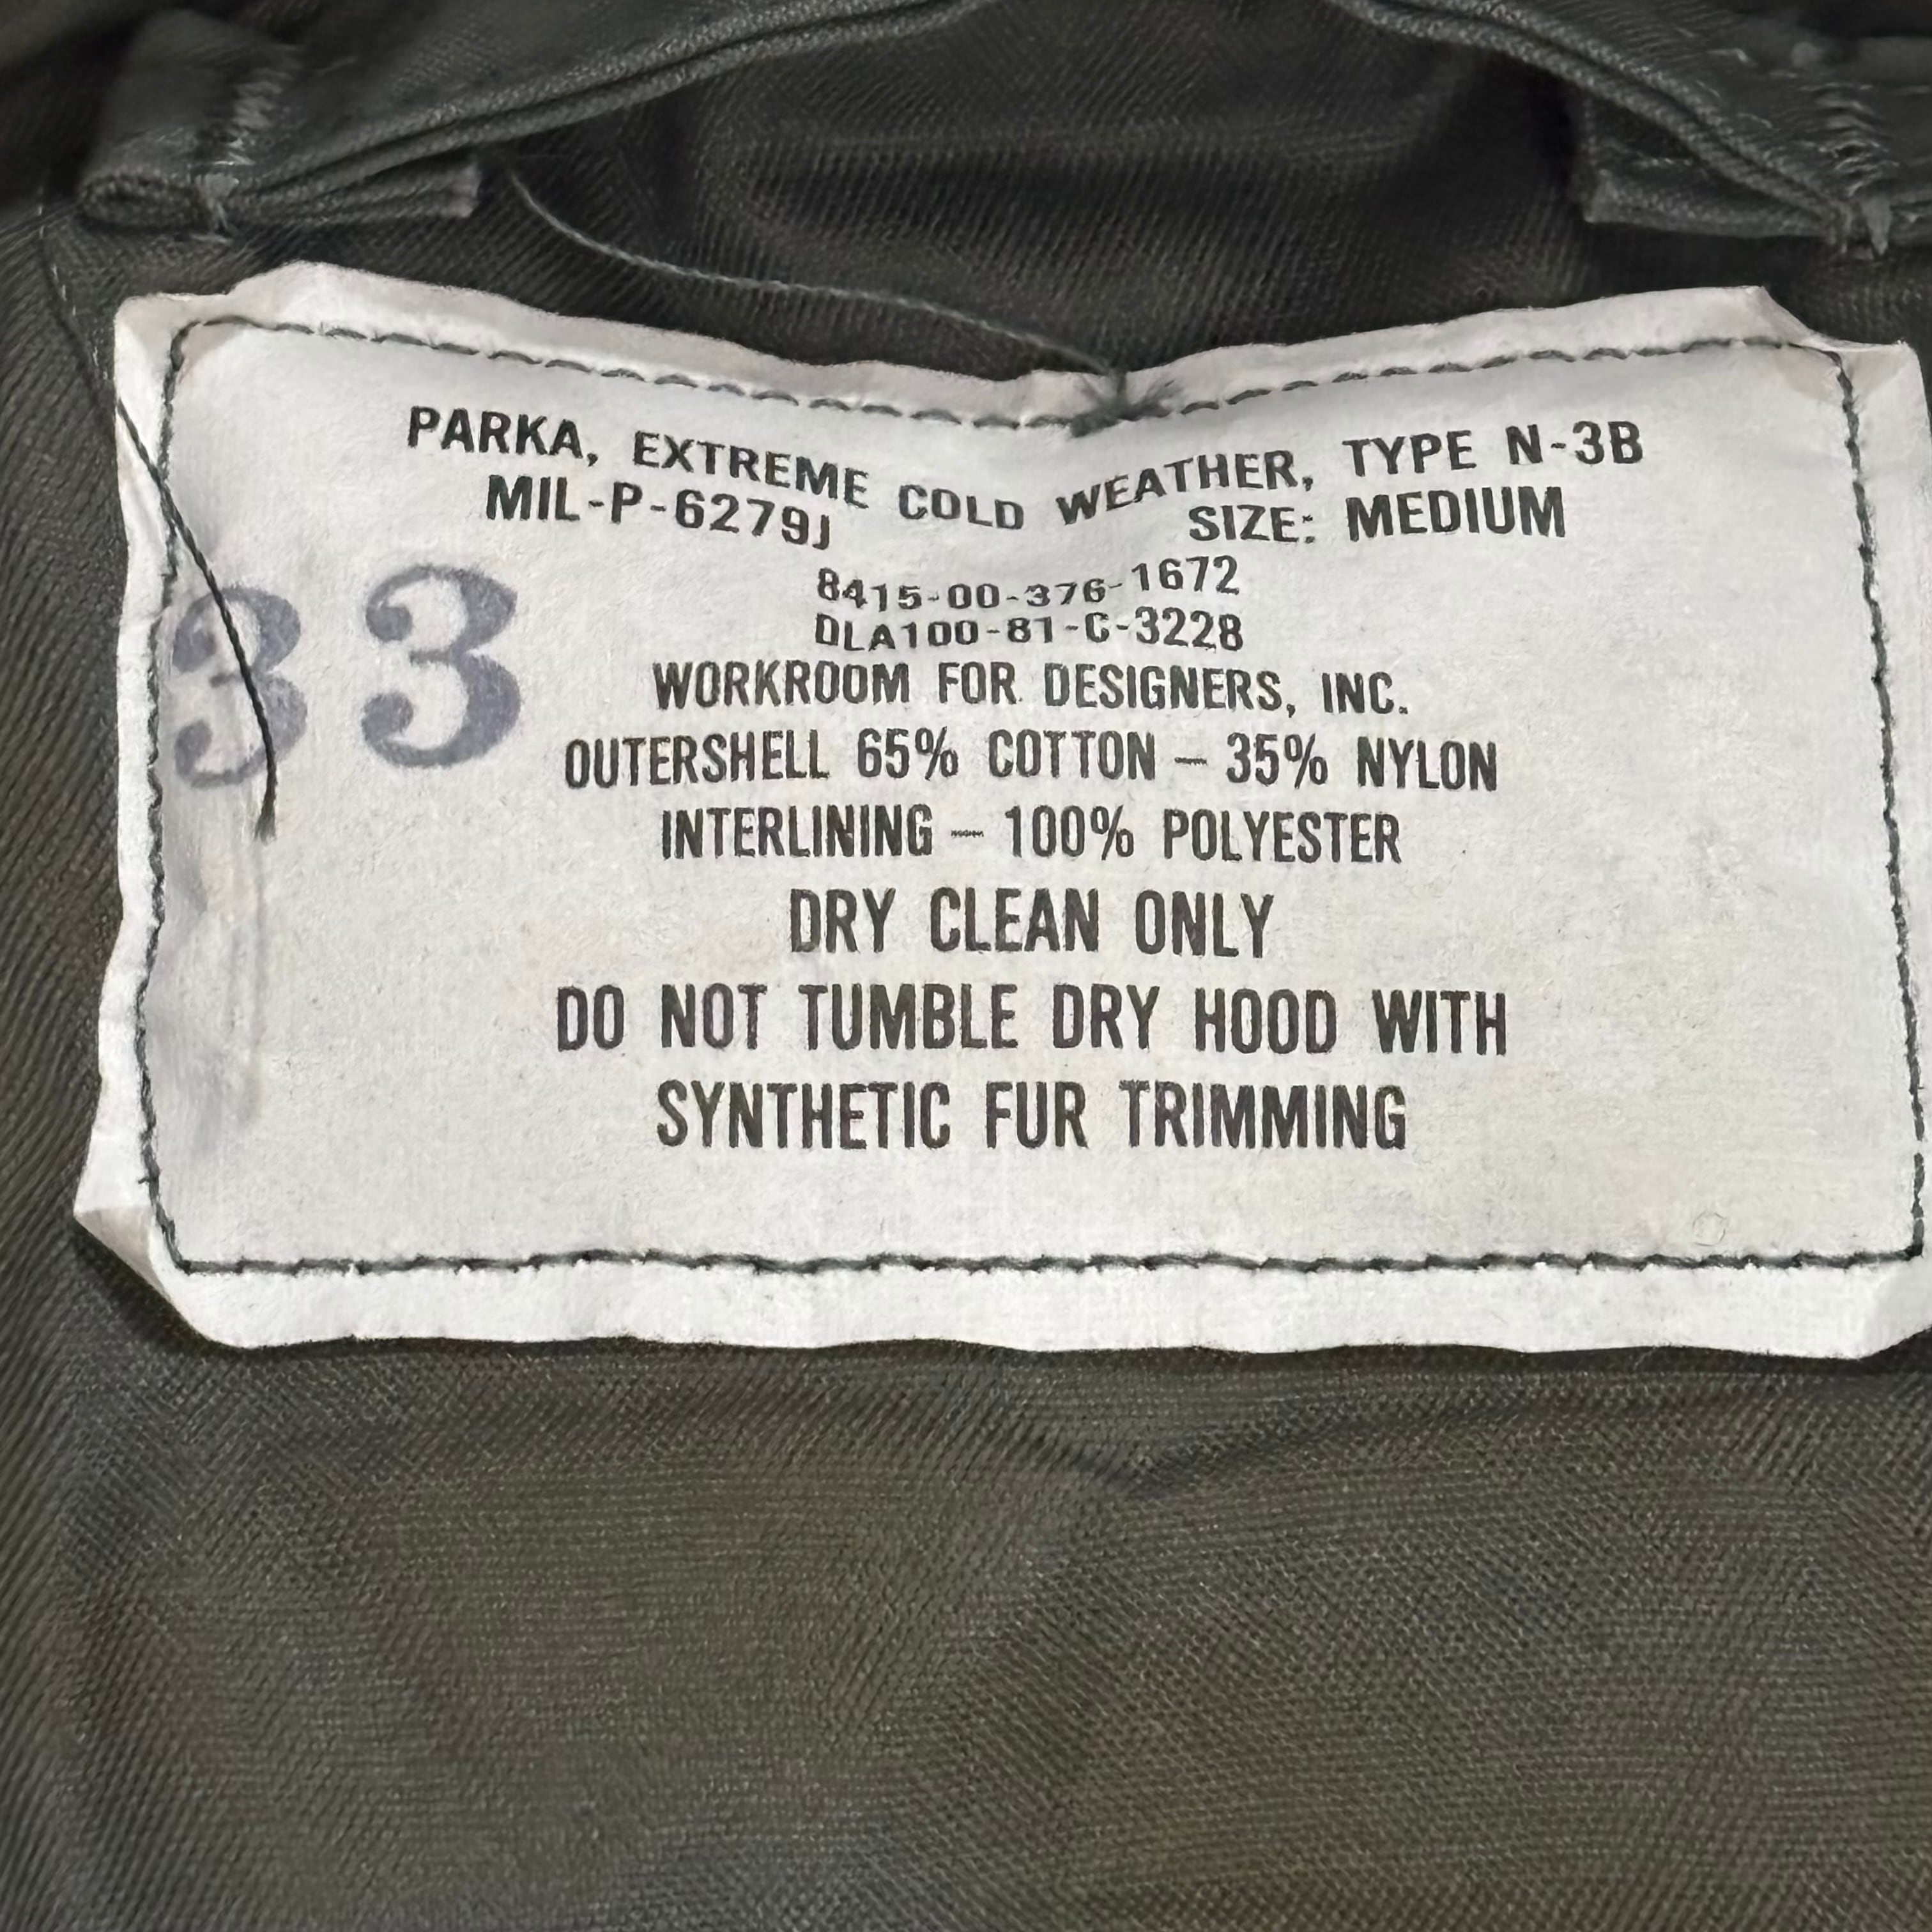 PARKA, EXTREME COLD WEATHER, TYPE N-3B
MIL-P-6279J SIZE: MEDIUM
8415-00-376-1672
DLA100-81-C-3228
33
WORKROOM FOR DESIGNERS, INC.
OUTERSHELL 65% COTTON – 35% NYLON
INTERLINING – 100% POLYESTER
DRY CLEAN ONLY
DO NOT TUMBLE DRY HOOD WITH
SYNTHETIC FUR TRIMMING